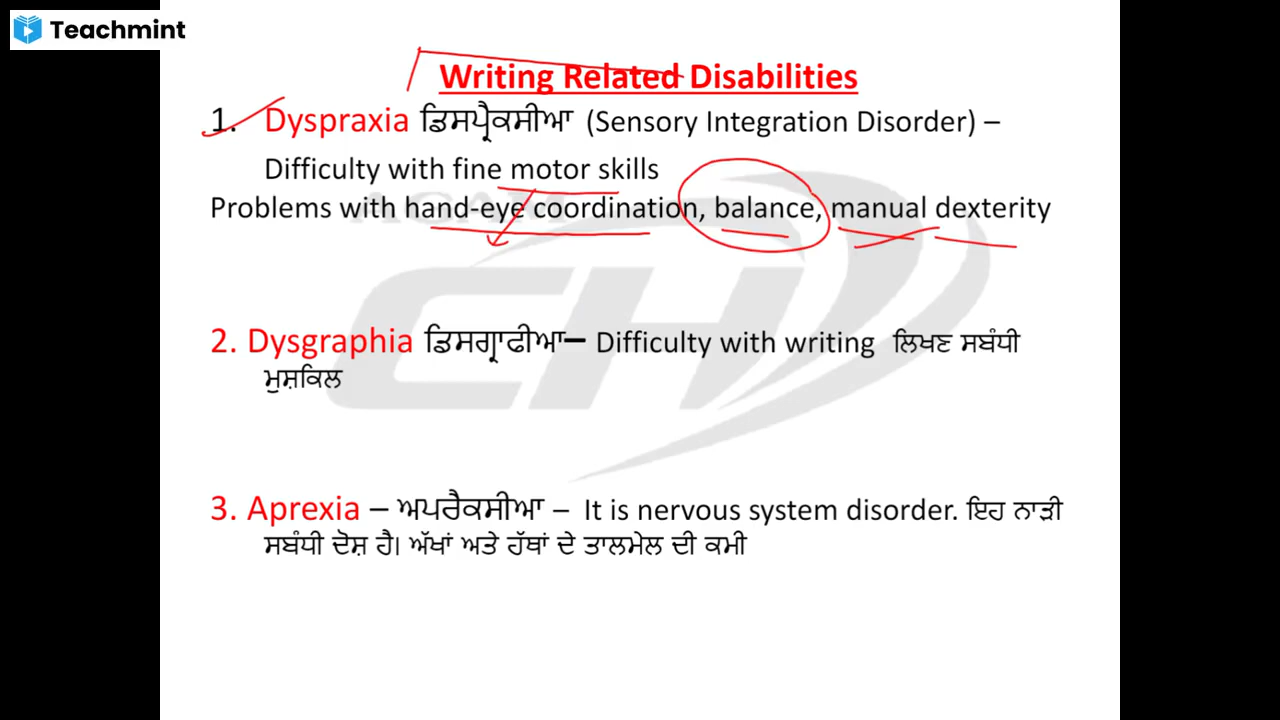 Teachmint
Writing Related Disabilities
1. Dyspraxia ਡਿਸਪ੍ਰੈਕਸੀਆ (Sensory Integration Disorder) –
Difficulty with fine motor skills
Problems with hand-eye coordination, balance, manual dexterity
2. Dysgraphia ਡਿਸਗ੍ਰਾਫੀਆ– Difficulty with writing ਲਿਖਣ ਸਬੰਧੀ
ਮੁਸ਼ਕਿਲ
3. Aprexia – ਅਪਰੈਕਸੀਆ – It is nervous system disorder. ਇਹ ਨਾੜੀ
ਸਬੰਧੀ ਦੋਸ਼ ਹੈ। ਅੱਖਾਂ ਅਤੇ ਹੱਥਾਂ ਦੇ ਤਾਲਮੇਲ ਦੀ ਕਮੀ